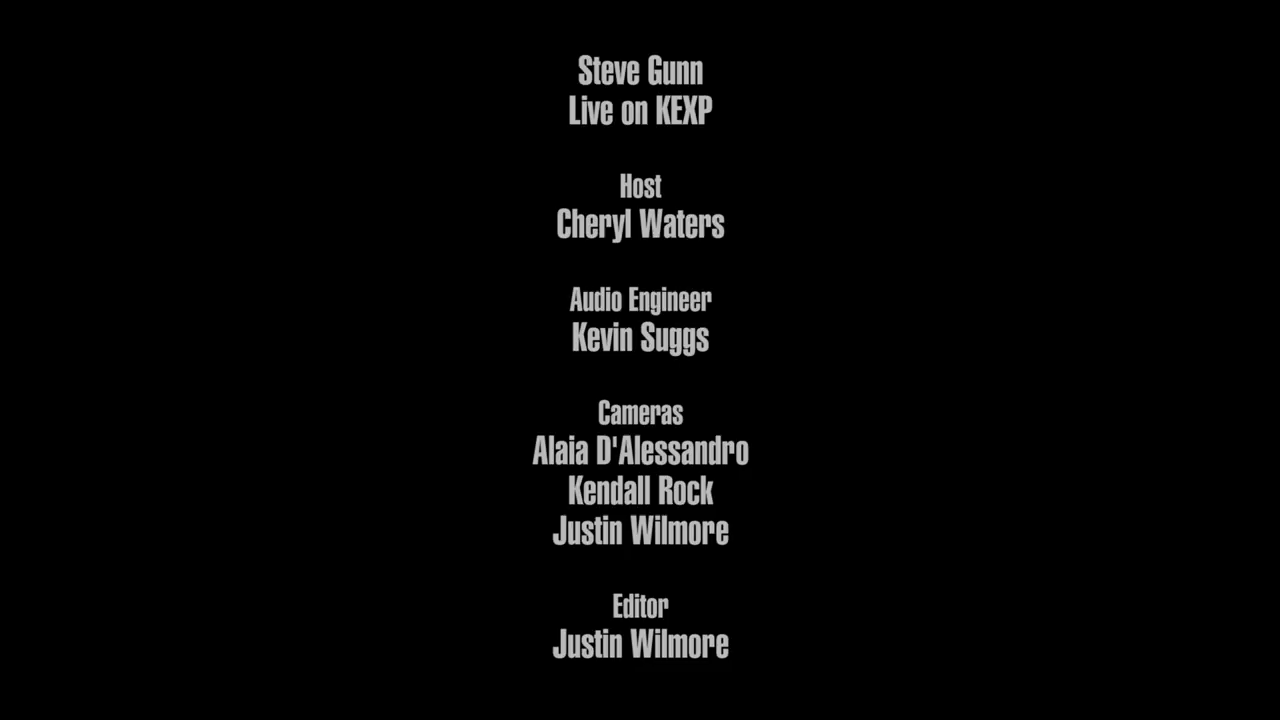 Steve Gunn
Live on KEXP
Host
Cheryl Waters
Audio Engineer
Kevin Suggs
Cameras
Alaia D'Alessandro
Kendall Rock
Justin Wilmore
Editor
Justin Wilmore